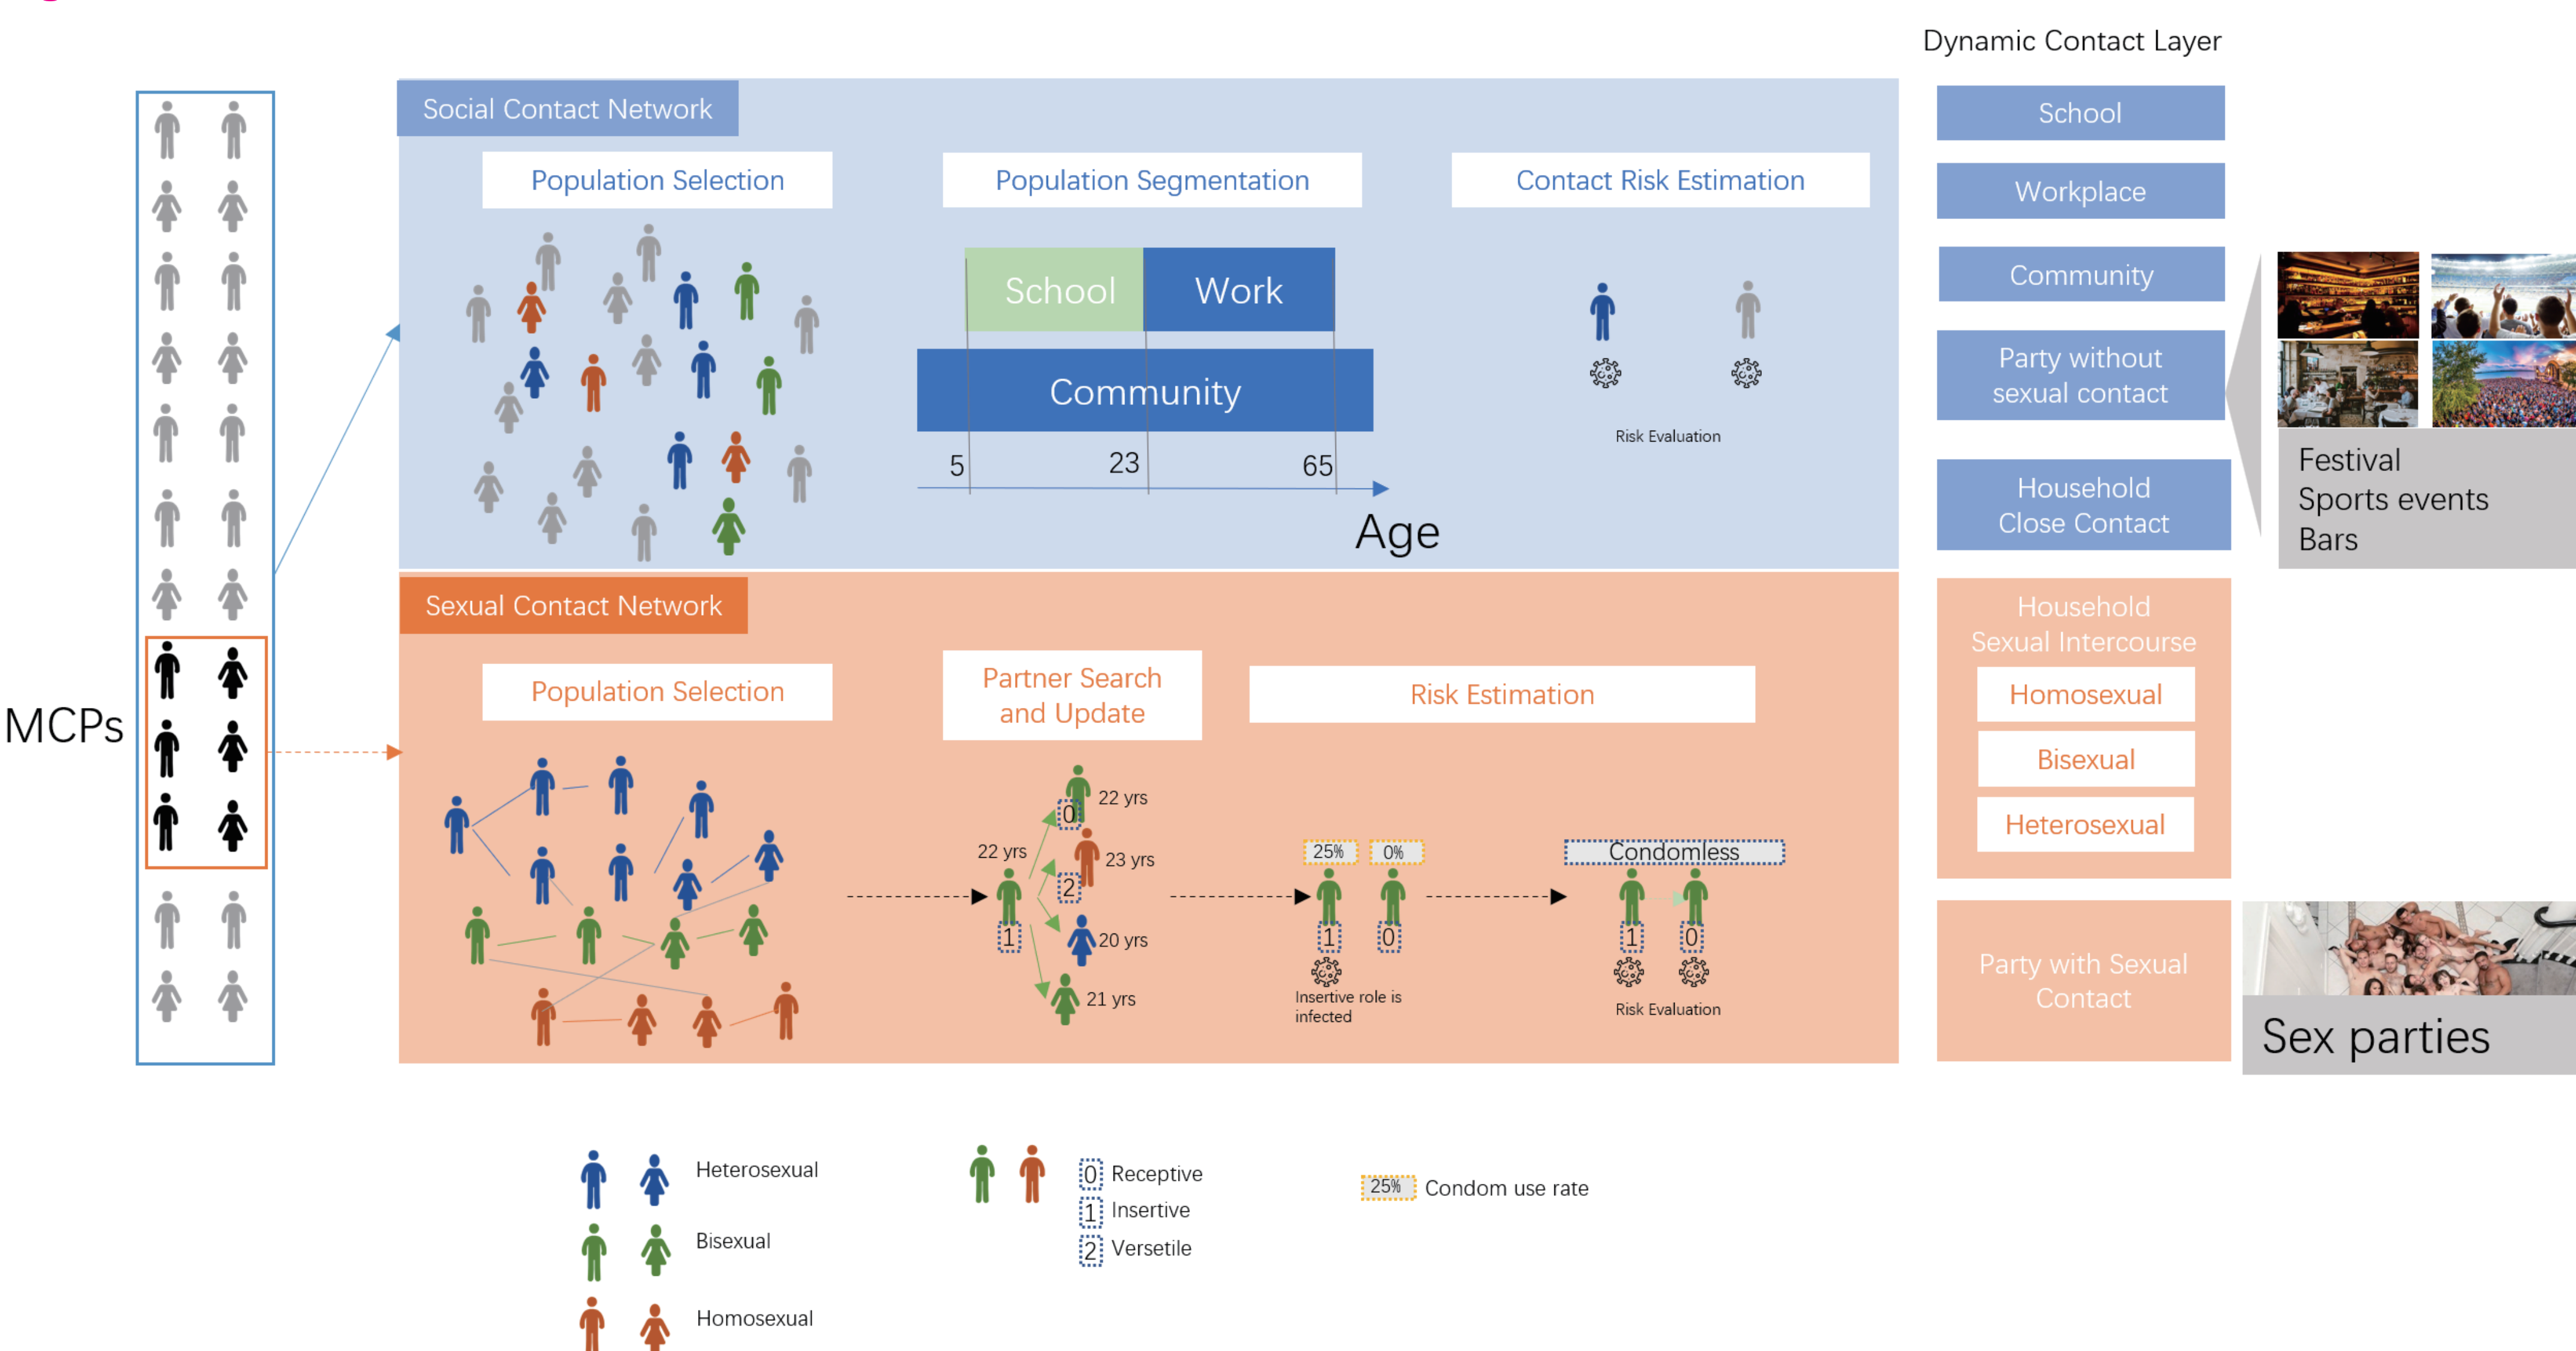 Dynamic Contact Layer
Social Contact Network
Population Selection
Population Segmentation
Contact Risk Estimation
School
Work
Community
5
23
65
Age
Risk Evaluation
School
Workplace
Community
Party without
sexual contact
Household
Close Contact
Festival
Sports events
Bars
MCPs
Sexual Contact Network
Population Selection
Partner Search
and Update
Risk Estimation
22 yrs
0
22 yrs
23 yrs
2
1
20 yrs
21 yrs
25%
0%
1
0
Insertive role is
infected
Condomless
1
0
Risk Evaluation
Household
Sexual Intercourse
Homosexual
Bisexual
Heterosexual
Party with Sexual
Contact
Sex parties
Heterosexual
Bisexual
Homosexual
0 Receptive
1 Insertive
2 Versetile
25% Condom use rate